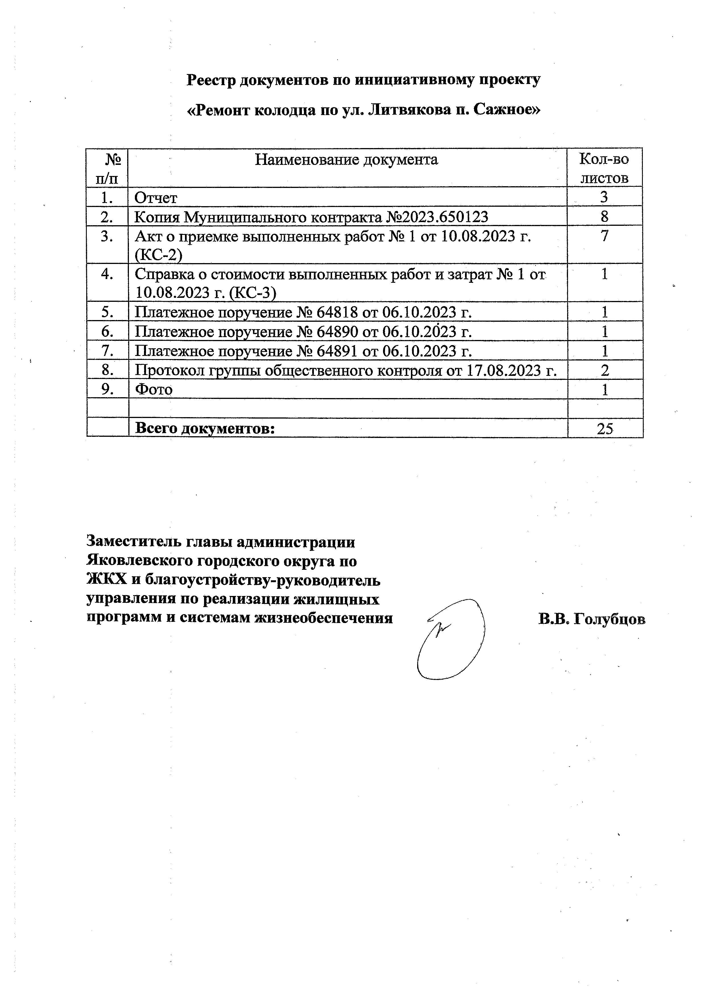 Реестр документов по инициативному проекту
«Ремонт колодца по ул. Литвякова п. Сажное»
№ Наименование документа Кол-во
п/п листов
1. Отчет 3
2. Копия Муниципального контракта №2023.650123 8
3. Акт о приемке выполненных работ № 1 от 10.08.2023 г. 7
(КС-2)
4. Справка о стоимости выполненных работ и затрат № 1 от 1
10.08.2023 г. (КС-3)
5. Платежное поручение № 64818 от 06.10.2023 г. 1
6. Платежное поручение № 64890 от 06.10.2023 г. 1
7. Платежное поручение № 64891 от 06.10.2023 г. 1
8. Протокол группы общественного контроля от 17.08.2023 г. 2
9. Фото 1
Всего документов: 25
Заместитель главы администрации
Яковлевского городского округа по
ЖКХ и благоустройству-руководитель
управления по реализации жилищных
программ и системам жизнеобеспечения В.В. Голубцов